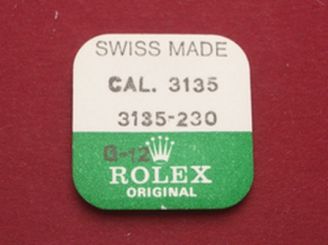 SWISS MADE
CAL. 3135
3135-230
G-12
ROLEX
ORIGINAL